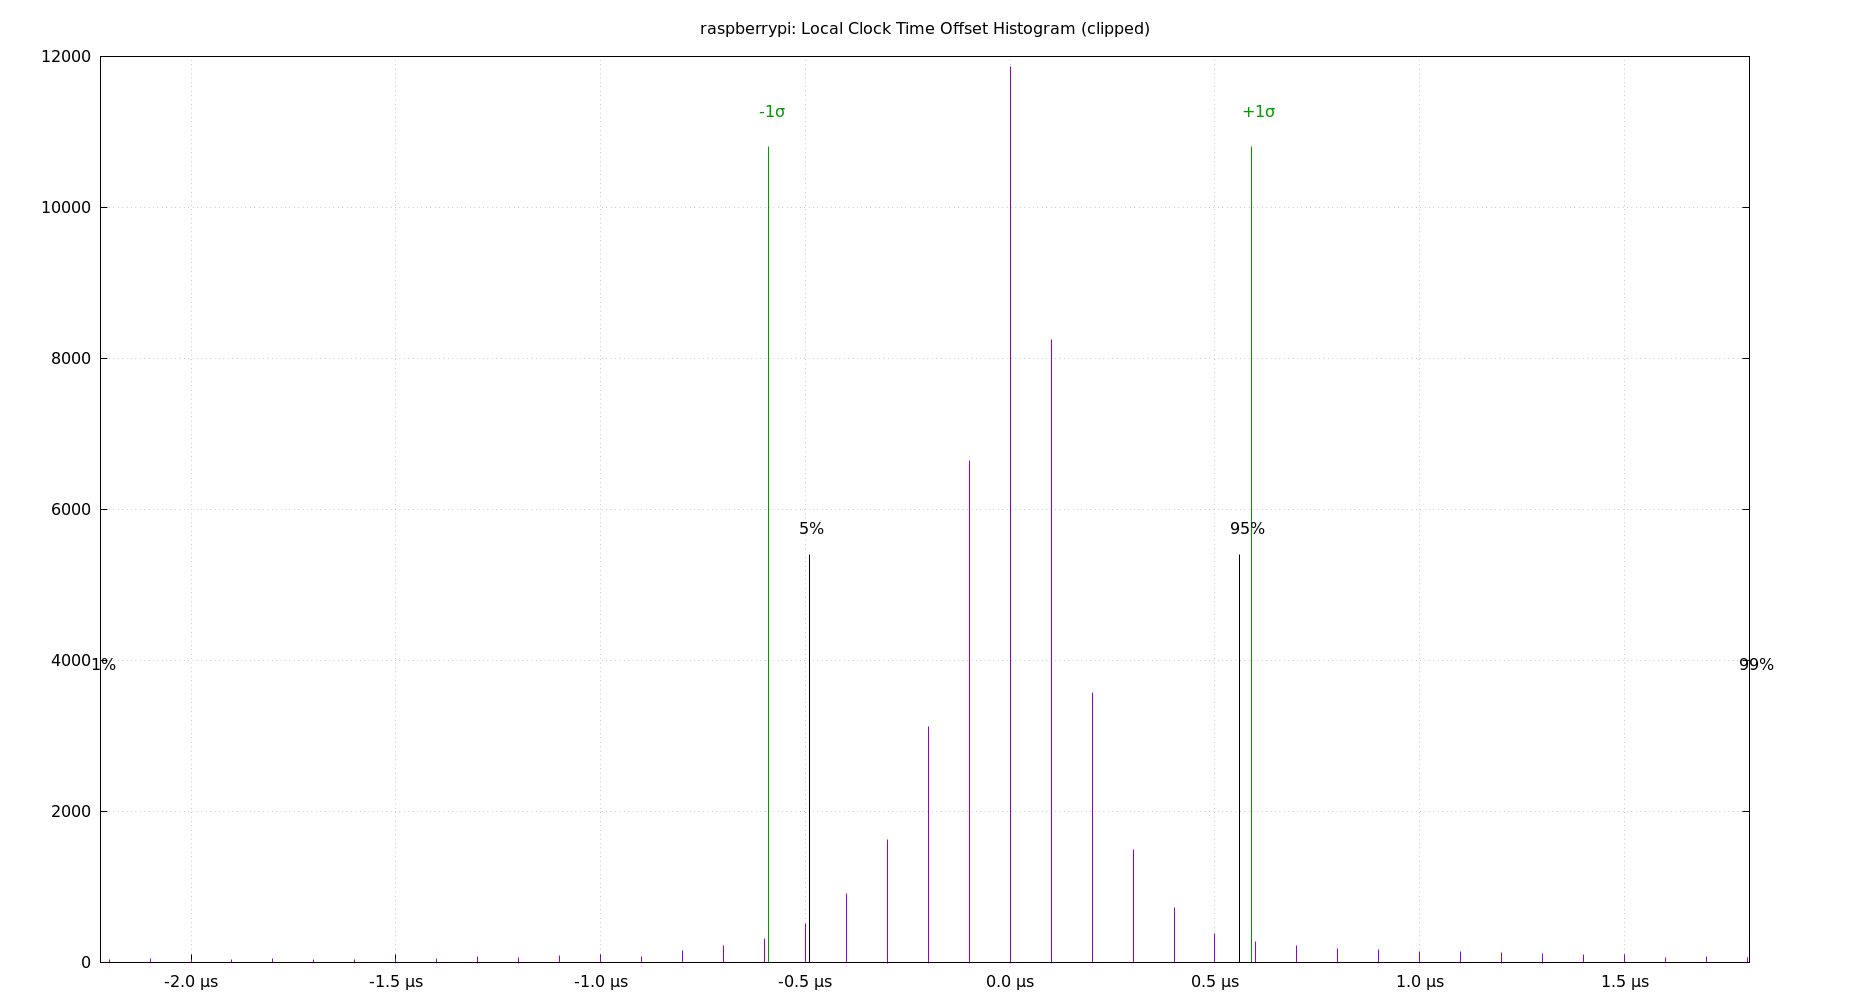 raspberrypi: Local Clock Time Offset Histogram (clipped)
12000
-1σ
+1σ
10000
8000
6000
5%
95%
4000
1%
99%
2000
0
-2.0 µs
-1.5 µs
-1.0 µs
-0.5 µs
0.0 µs
0.5 µs
1.0 µs
1.5 µs